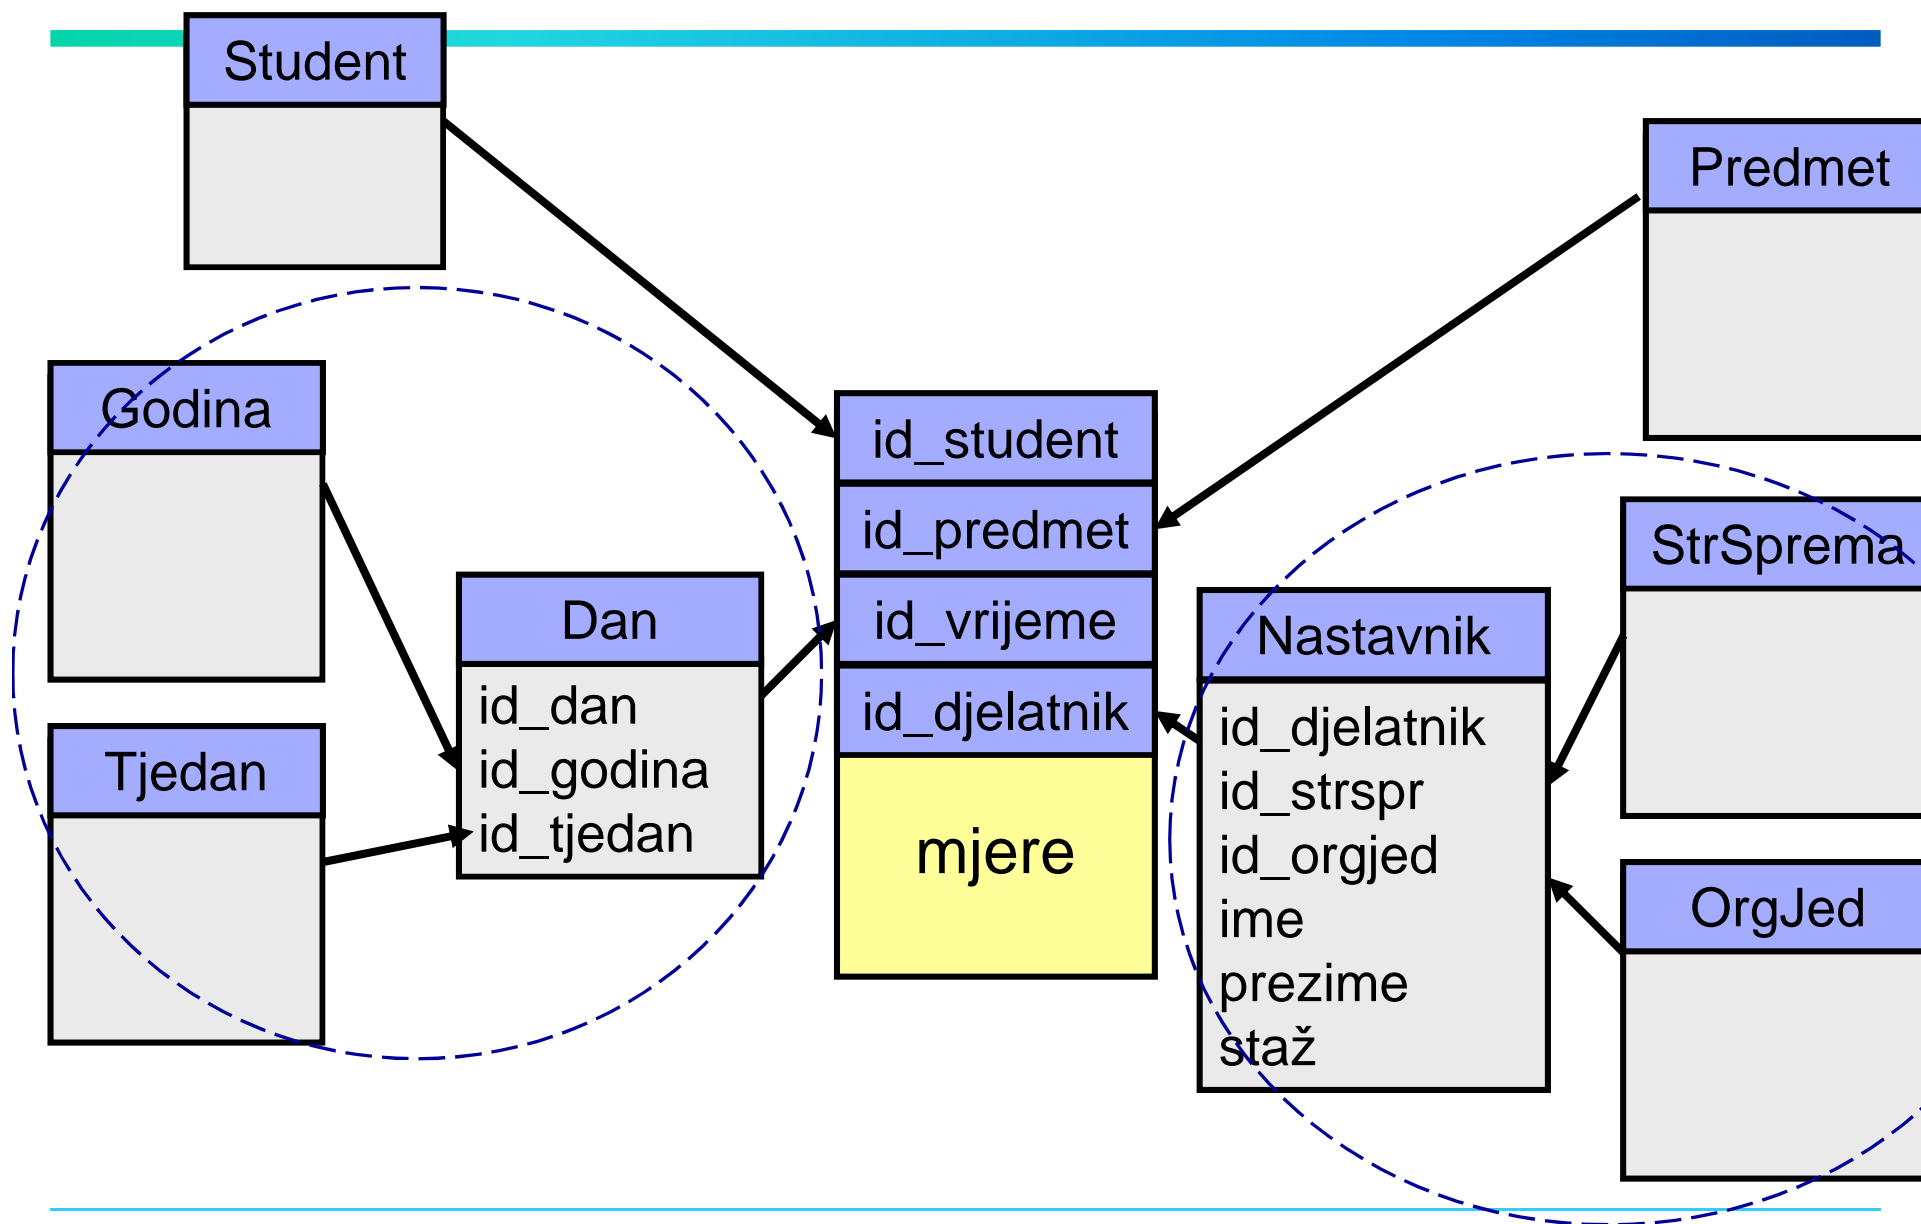 Student
Predmet
Godina
id_student
id_predmet
StrSprema
Dan
id_vrijeme
Nastavnik
id_dan
id_godina
id_tjedan
Tjedan
id_djelatnik
mjere
id_djelatnik
id_strspr
id_orgjed
ime
prezime
staž
OrgJed